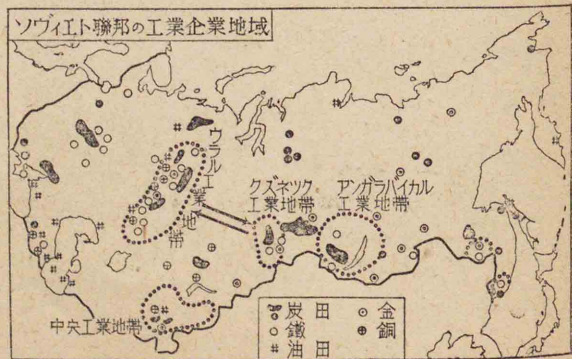 ソヴィエト聯邦の工業企業地域
ウラル工業地帯
クズネック
工業地帯
アンガラバイカル
工業地帯
中央工業地帯
炭田
鐵
油田
金
銅